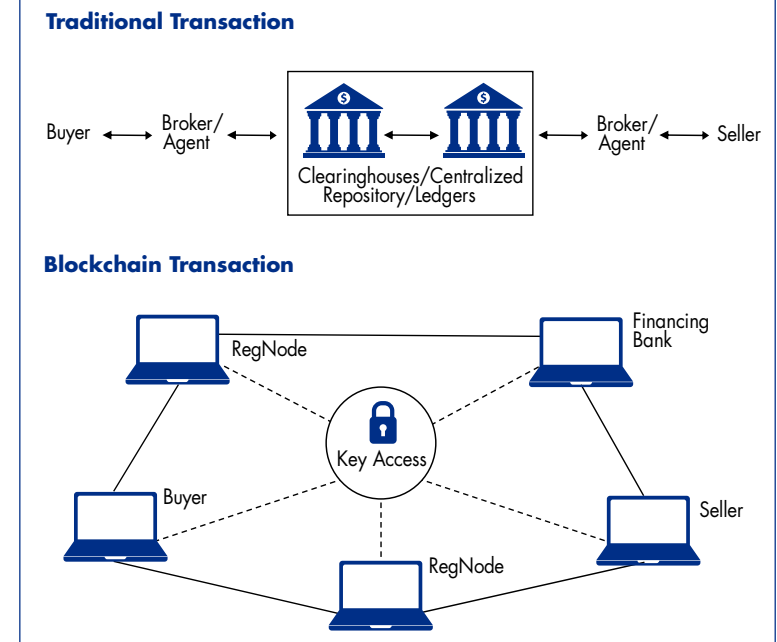 Traditional Transaction
Buyer
Broker/
Agent
$
$
Clearinghouses/Centralized
Repository/Ledgers
Broker/
Agent
Seller
Blockchain Transaction
RegNode
Financing
Bank
Key Access
Buyer
Seller
RegNode